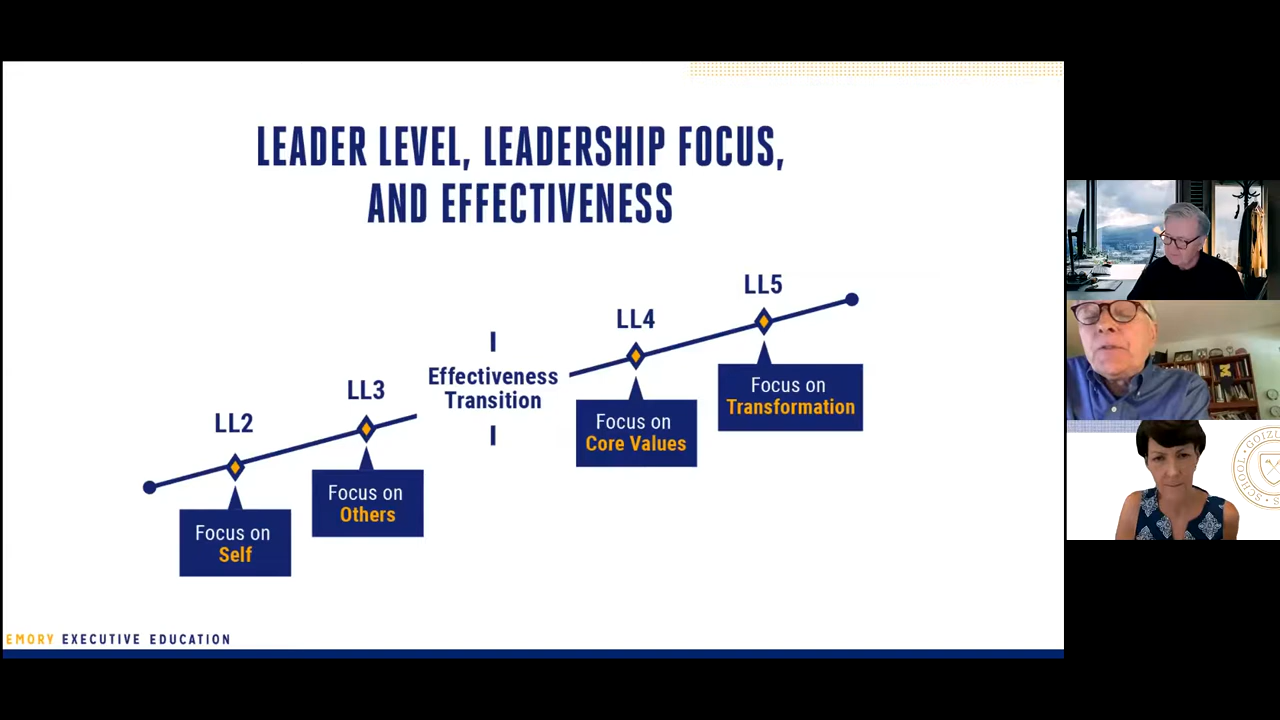 LEADER LEVEL, LEADERSHIP FOCUS,
AND EFFECTIVENESS
LL5
LL4
Effectiveness
Transition
LL3
LL2
Focus on
Transformation
Focus on
Core Values
Focus on
Others
Focus on
Self
EMORY EXECUTIVE EDUCATION
SCHOOL